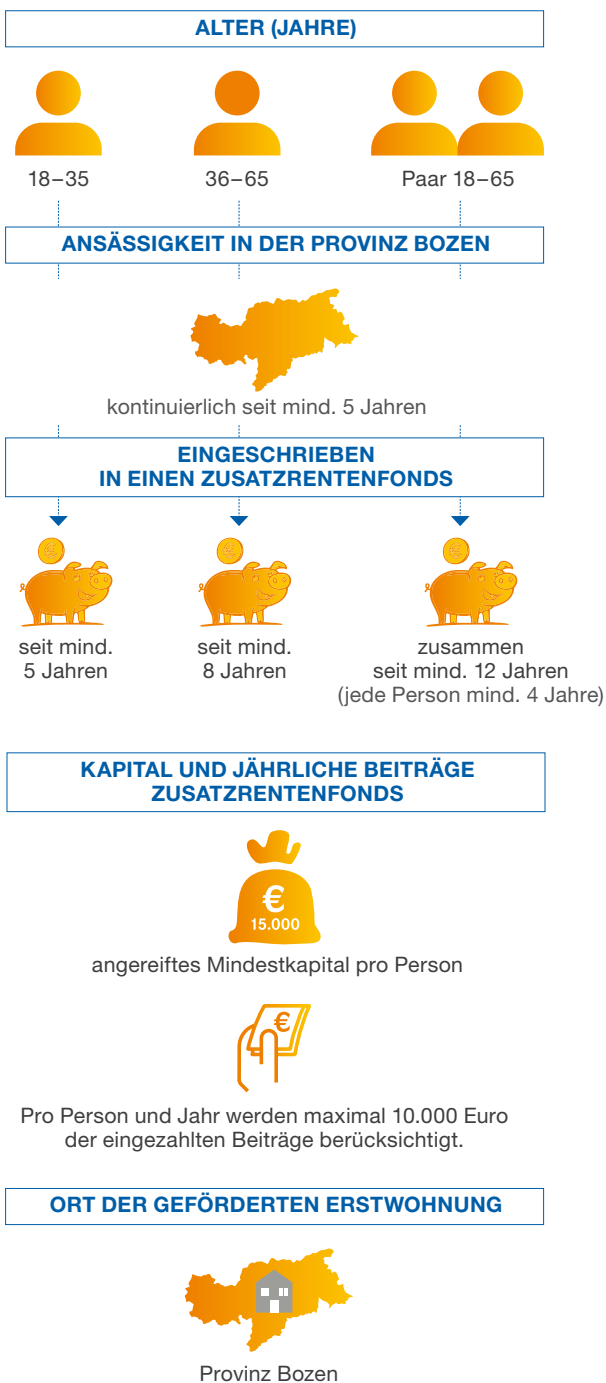 ALTER (JAHRE)
18–35
36–65
Paar 18–65
ANSÄSSIGKEIT IN DER PROVINZ BOZEN
kontinuierlich seit mind. 5 Jahren
EINGESCHRIEBEN
IN EINEN ZUSATZRENTENFONDS
seit mind.
5 Jahren
seit mind.
8 Jahren
zusammen
seit mind. 12 Jahren
(jede Person mind. 4 Jahre)
KAPITAL UND JÄHRLICHE BEITRÄGE
ZUSATZRENTENFONDS
€
15.000
angereiftes Mindestkapital pro Person
€
Pro Person und Jahr werden maximal 10.000 Euro
der eingezahlten Beiträge berücksichtigt.
ORT DER GEFÖRDERTEN ERSTWOHNUNG
Provinz Bozen